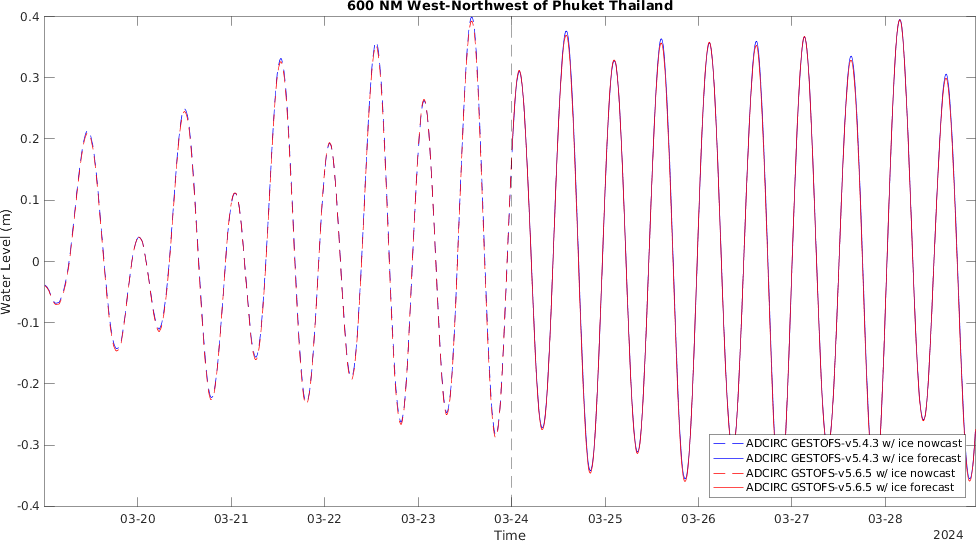 600 NM West-Northwest of Phuket Thailand
0.4
0.3
0.2
0.1
0
-0.1
-0.2
-0.3
-0.4
Water Level (m)
ADCIRC GESTOFS-v5.4.3 w/ ice nowcast
ADCIRC GESTOFS-v5.4.3 w/ ice forecast
ADCIRC GSTOFS-v5.6.5 w/ ice nowcast
ADCIRC GSTOFS-v5.6.5 w/ ice forecast
03-20 03-21 03-22 03-23 03-24 03-25 03-26 03-27 03-28
Time
2024